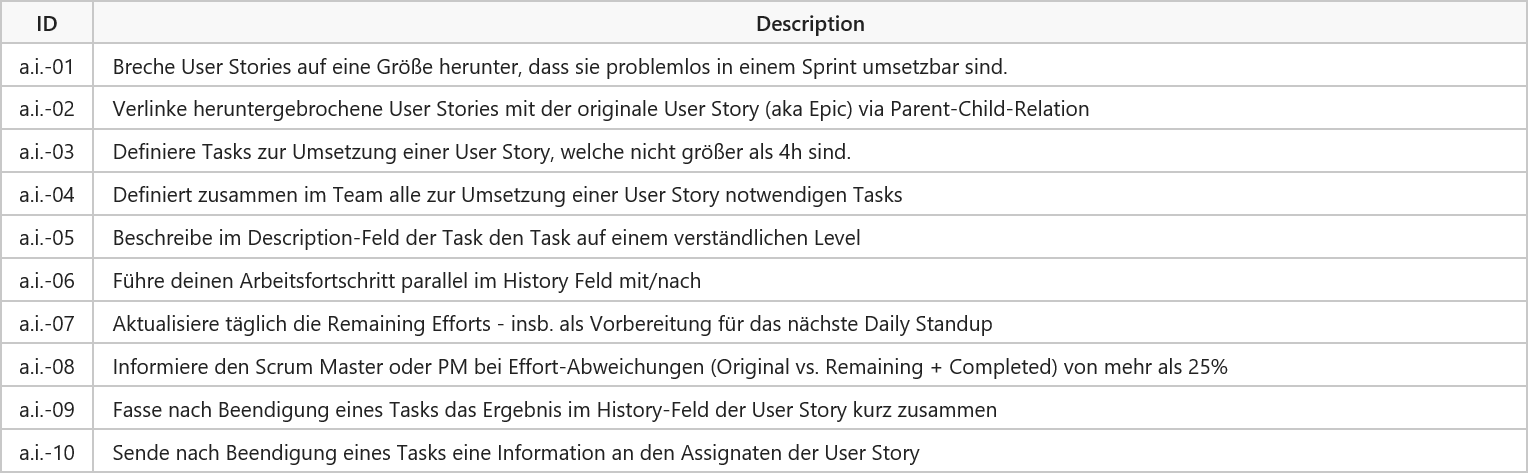 ID Description
a.i.-01 Breche User Stories auf eine Größe herunter, dass sie problemlos in einem Sprint umsetzbar sind.
a.i.-02 Verlinke heruntergebrochene User Stories mit der originale User Story (aka Epic) via Parent-Child-Relation
a.i.-03 Definiere Tasks zur Umsetzung einer User Story, welche nicht größer als 4h sind.
a.i.-04 Definiert zusammen im Team alle zur Umsetzung einer User Story notwendigen Tasks
a.i.-05 Beschreibe im Description-Feld der Task den Task auf einem verständlichen Level
a.i.-06 Führe deinen Arbeitsfortschritt parallel im History Feld mit/nach
a.i.-07 Aktualisiere täglich die Remaining Efforts - insb. als Vorbereitung für das nächste Daily Standup
a.i.-08 Informiere den Scrum Master oder PM bei Effort-Abweichungen (Original vs. Remaining + Completed) von mehr als 25%
a.i.-09 Fasse nach Beendigung eines Tasks das Ergebnis im History-Feld der User Story kurz zusammen
a.i.-10 Sende nach Beendigung eines Tasks eine Information an den Assignaten der User Story